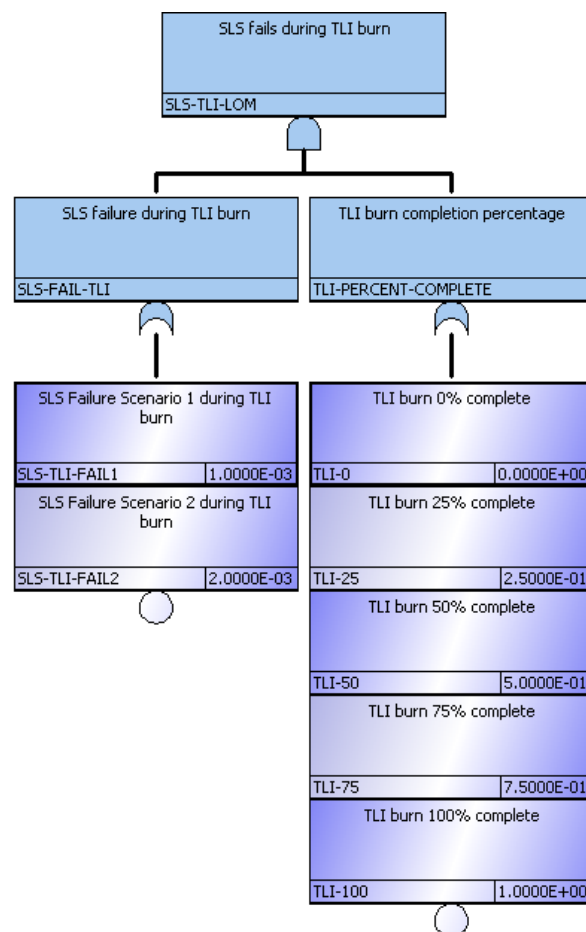 SLS fails during TLI burn
SLS-TLI-LOM
SLS failure during TLI burn
SLS-FAIL-TLI
TLI burn completion percentage
TLI-PERCENT-COMPLETE
SLS Failure Scenario 1 during TLI
burn
SLS-TLI-FAIL1 1.0000E-03
SLS Failure Scenario 2 during TLI
burn
SLS-TLI-FAIL2 2.0000E-03
TLI burn 0% complete
TLI-0 0.0000E+00
TLI burn 25% complete
TLI-25 2.5000E-01
TLI burn 50% complete
TLI-50 5.0000E-01
TLI burn 75% complete
TLI-75 7.5000E-01
TLI burn 100% complete
TLI-100 1.0000E+00